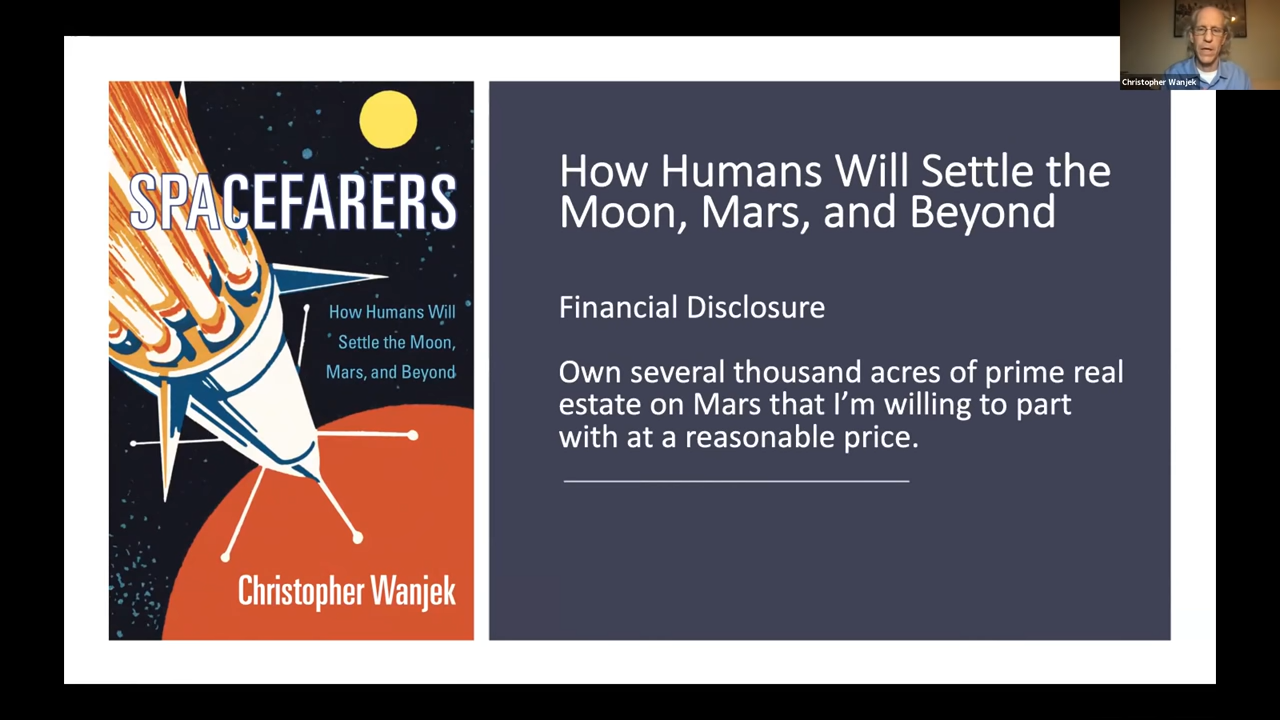 SPACEFARERS
How Humans Will
Settle the Moon,
Mars, and Beyond
Christopher Wanjek
How Humans Will Settle the
Moon, Mars, and Beyond
Financial Disclosure
Own several thousand acres of prime real
estate on Mars that I’m willing to part
with at a reasonable price.
Christopher Wanjek